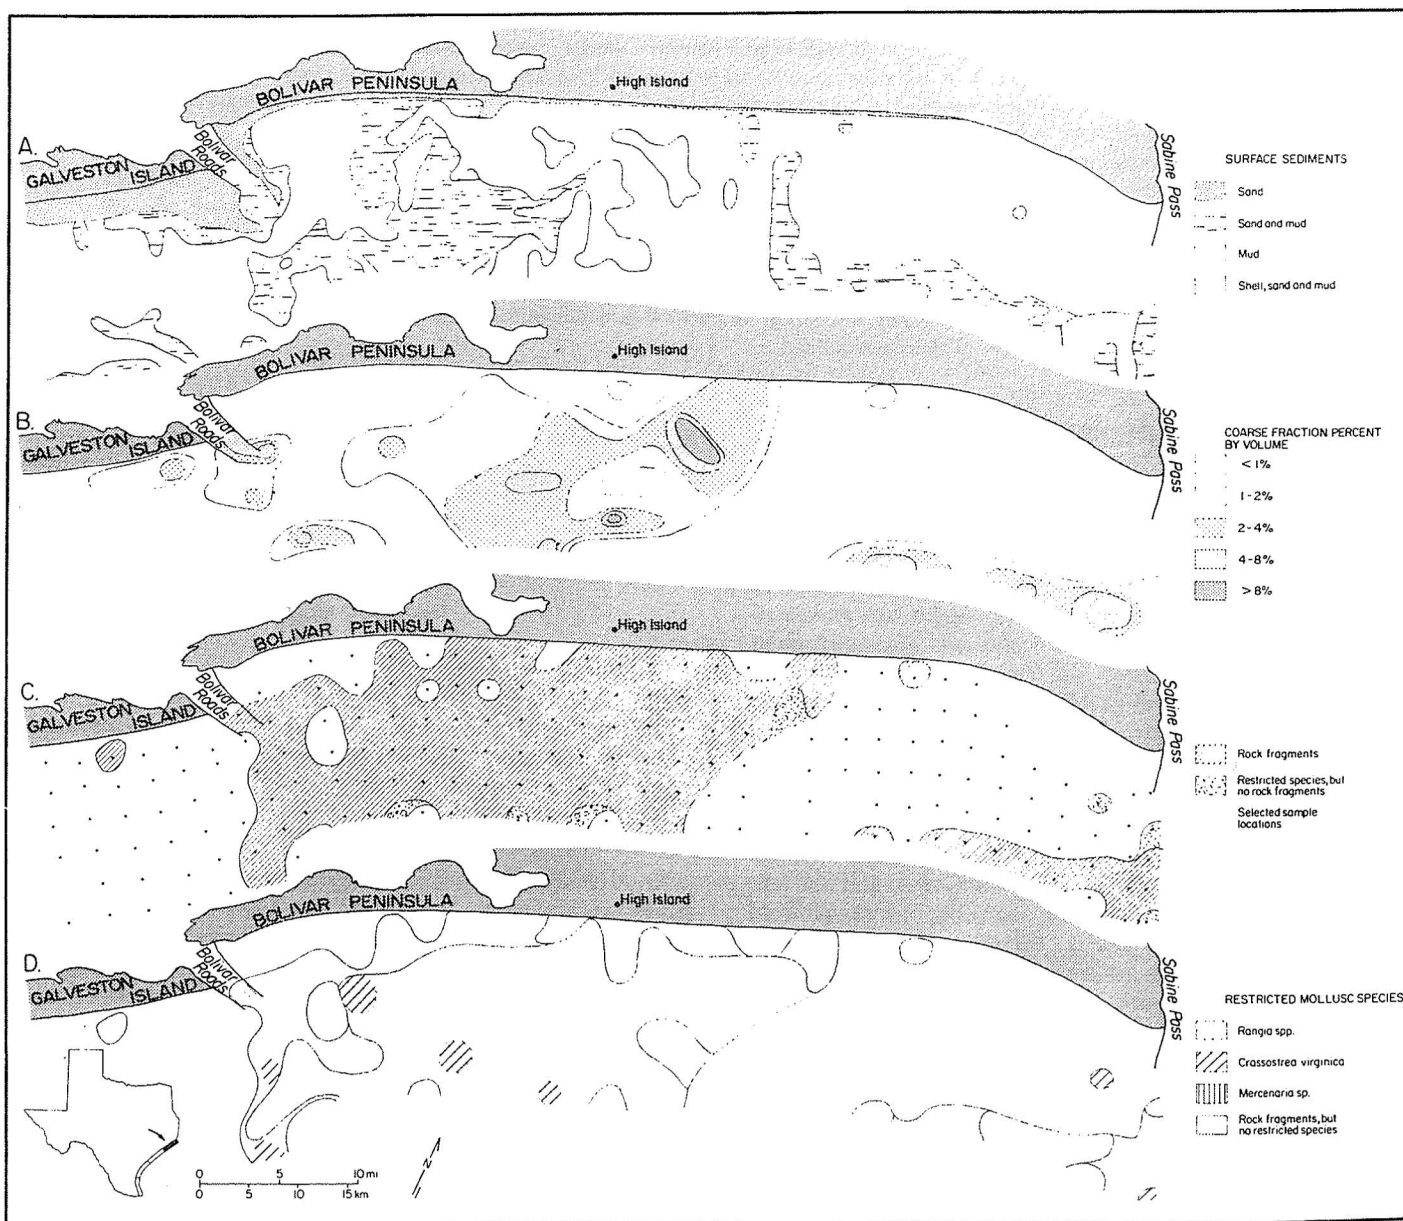 BOLIVAR PENINSULA
High Island
A.
Bolivar
Roads
GALVESTON
ISLAND
Sabine Pass
SURFACE SEDIMENTS
Sand
Sand and mud
Mud
Shell, sand and mud
BOLIVAR PENINSULA
High Island
B.
Bolivar
Roads
GALVESTON
ISLAND
Sabine Pass
COARSE FRACTION PERCENT
BY VOLUME
< 1%
1-2%
2-4%
4-8%
> 8%
BOLIVAR PENINSULA
High Island
C.
Bolivar
Roads
GALVESTON
ISLAND
Sabine Pass
Rock fragments
Restricted species, but
no rock fragments
Selected sample
locations
BOLIVAR PENINSULA
High Island
D.
Bolivar
Roads
GALVESTON
ISLAND
Sabine Pass
RESTRICTED MOLLUSC SPECIES
Rangia spp.
Crassostrea virginica
Mercenaria sp.
Rock fragments, but
no restricted species
0 5 10 mi
0 5 10 15 km
N